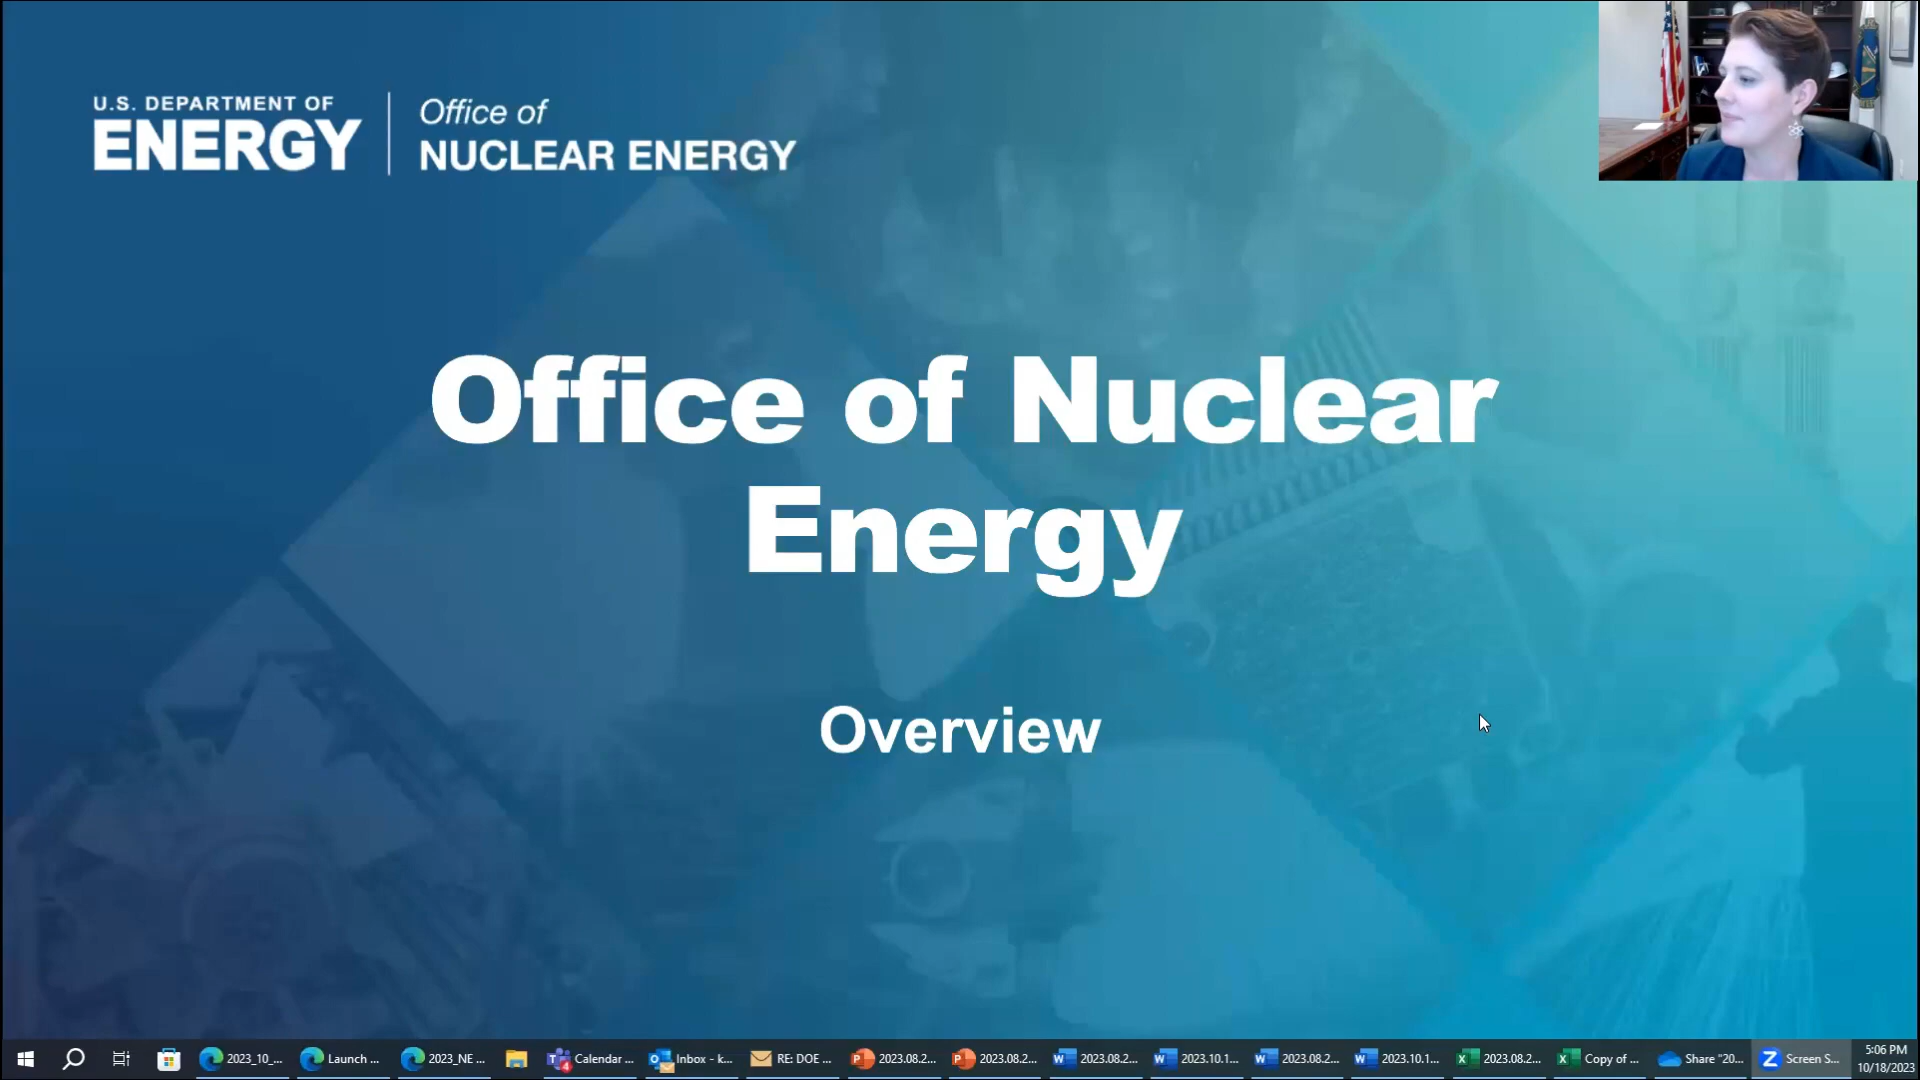 U.S. DEPARTMENT OF
ENERGY
Office of
NUCLEAR ENERGY
Office of Nuclear
Energy
Overview
2023_10_...
Launch ...
2023_NE ...
4
Calendar ...
Inbox - k...
RE: DOE ...
2023.08.2...
2023.08.2...
2023.08.2...
2023.10.1...
2023.08.2...
2023.10.1...
2023.08.2...
Copy of ...
Share "20...
Screen S...
5:06 PM
10/18/2023